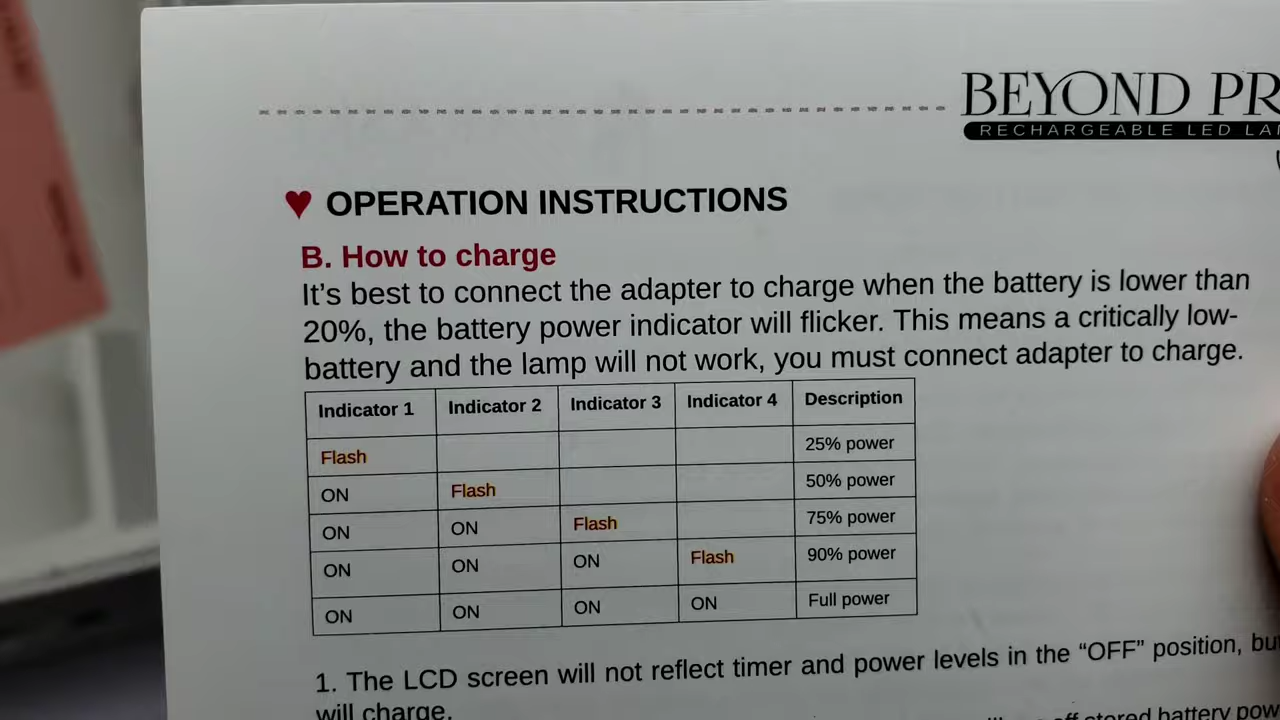 BEYOND
RECHARGEABLE LED
♥ OPERATION INSTRUCTIONS
B. How to charge
It's best to connect the adapter to charge when the battery is lower than
20%, the battery power indicator will flicker. This means a critically low-
battery and the lamp will not work, you must connect adapter to charge.
Indicator 1 Indicator 2 Indicator 3 Indicator 4 Description
Flash 25% power
ON Flash 50% power
ON ON Flash 75% power
ON ON ON Flash 90% power
ON ON ON ON Full power
1. The LCD screen will not reflect timer and power levels in the “OFF” position,
will charge.
off stored battery